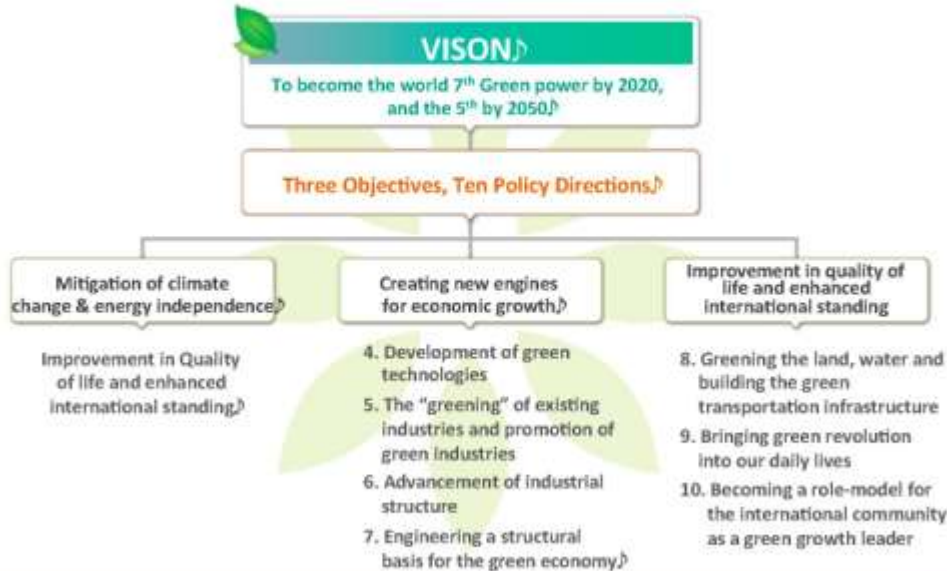 VISON♪
To become the world 7th Green power by 2020,
and the 5th by 2050♪
Three Objectives, Ten Policy Directions♪
Mitigation of climate
change & energy independence♪
Improvement in Quality
of life and enhanced
international standing♪
Creating new engines
for economic growth♪
4. Development of green
technologies
5. The “greening” of existing
industries and promotion of
green industries
6. Advancement of industrial
structure
7. Engineering a structural
basis for the green economy♪
Improvement in quality of
life and enhanced
international standing
8. Greening the land, water and
building the green
transportation infrastructure
9. Bringing green revolution
into our daily lives
10. Becoming a role-model for
the international community
as a green growth leader